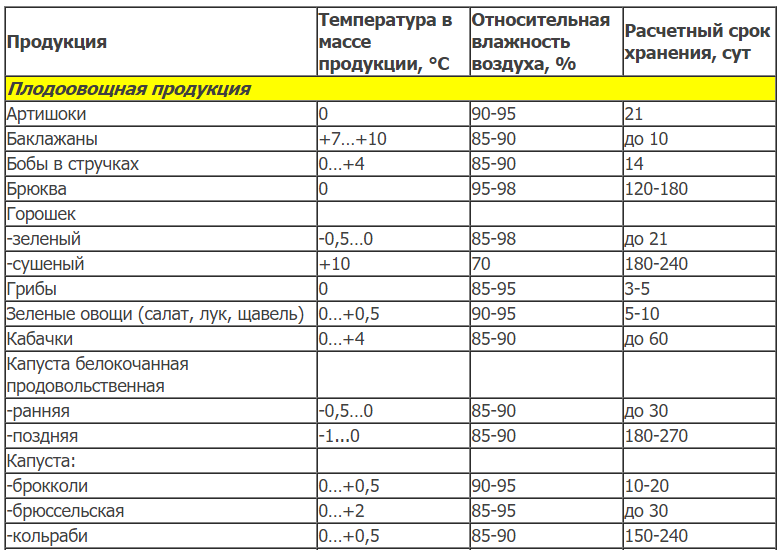 Продукция Температура в массе продукции, °C Относительная влажность воздуха, % Расчетный срок хранения, сут
Плодоовощная продукция
Артишоки 0 90-95 21
Баклажаны +7...+10 85-90 до 10
Бобы в стручках 0...+4 85-90 14
Брюква 0 95-98 120-180
Горошек
-зеленый -0,5...0 85-98 до 21
-сушеный +10 70 180-240
Грибы 0 85-95 3-5
Зеленые овощи (салат, лук, щавель) 0...+0,5 90-95 5-10
Кабачки 0...+4 85-90 до 60
Капуста белокочанная
продовольственная
-ранняя -0,5...0 85-90 до 30
-поздняя -1...0 85-90 180-270
Капуста:
-брокколи 0...+0,5 90-95 10-20
-брюссельская 0...+2 85-95 до 30
-кольраби 0...+0,5 85-90 150-240